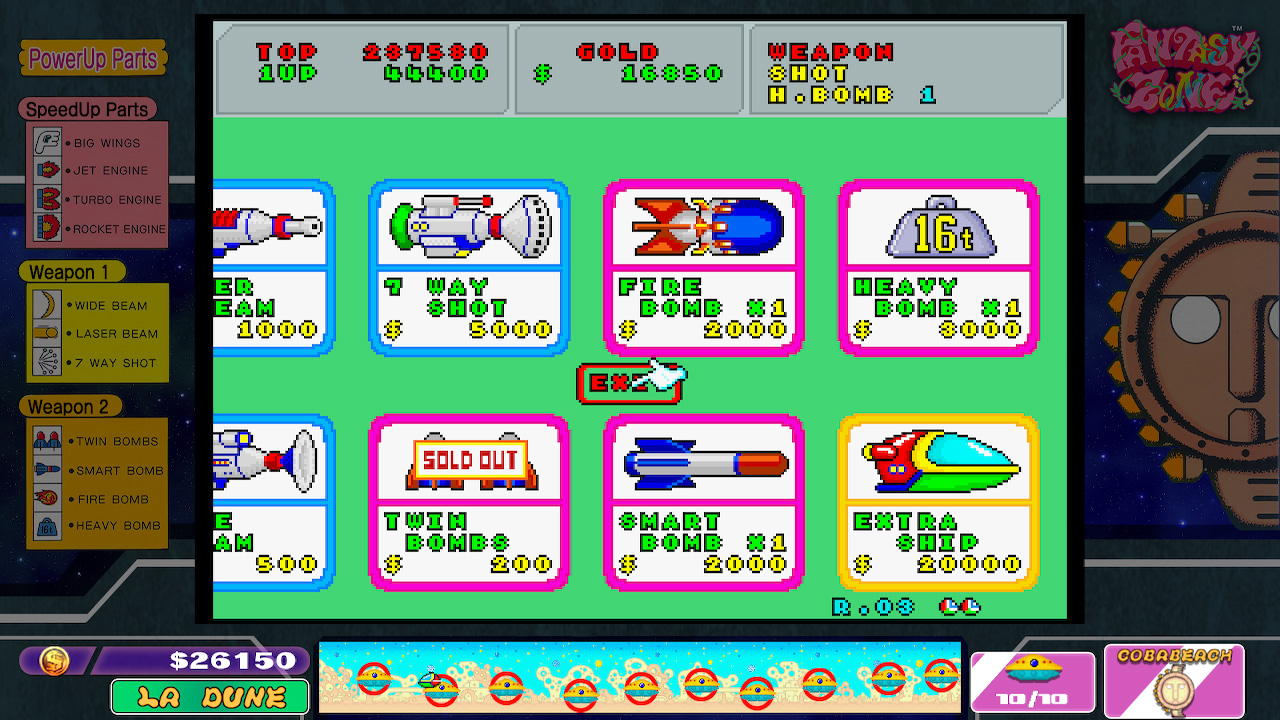 PowerUp Parts
SpeedUp Parts
• BIG WINGS
• JET ENGINE
• TURBO ENGINE
• ROCKET ENGINE
Weapon 1
• WIDE BEAM
• LASER BEAM
• 7 WAY SHOT
Weapon 2
• TWIN BOMBS
• SMART BOMB
• FIRE BOMB
16t
• HEAVY BOMB
TOP 287580
1UP 44400
GOLD
$ 16850
WEAPON
SHOT
H.BOMB 1
FANTASY ZONE™
ER
EAM
1000
7 WAY
SHOT
$ 5000
FIRE
BOMB ×1
$ 2000
16t
HEAVY
BOMB ×1
$ 3000
E
AM
500
SOLD OUT
TWIN
BOMBS
$ 200
SMART
BOMB ×1
$ 2000
EXTRA
SHIP
$ 20000
R.03
$26150
LA DUNE
10/10
COBABEACH